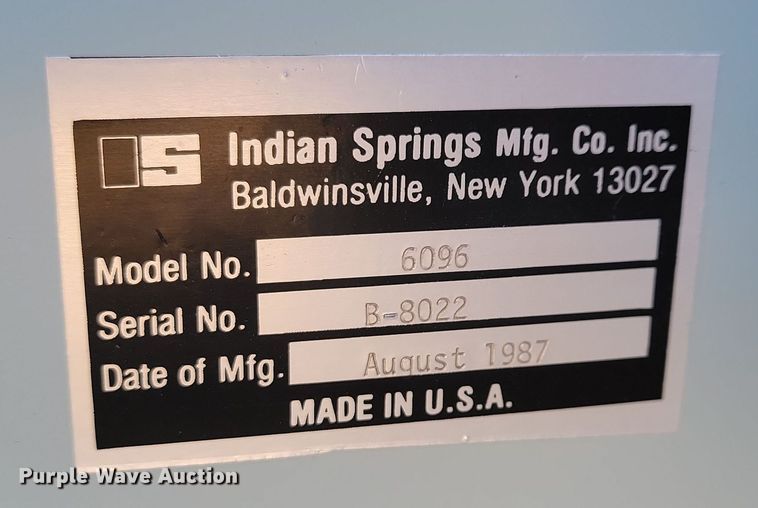 IS Indian Springs Mfg. Co. Inc.
Baldwinsville, New York 13027
Model No. 6096
Serial No. B-8022
Date of Mfg. August 1987
MADE IN U.S.A.
Purple Wave Auction